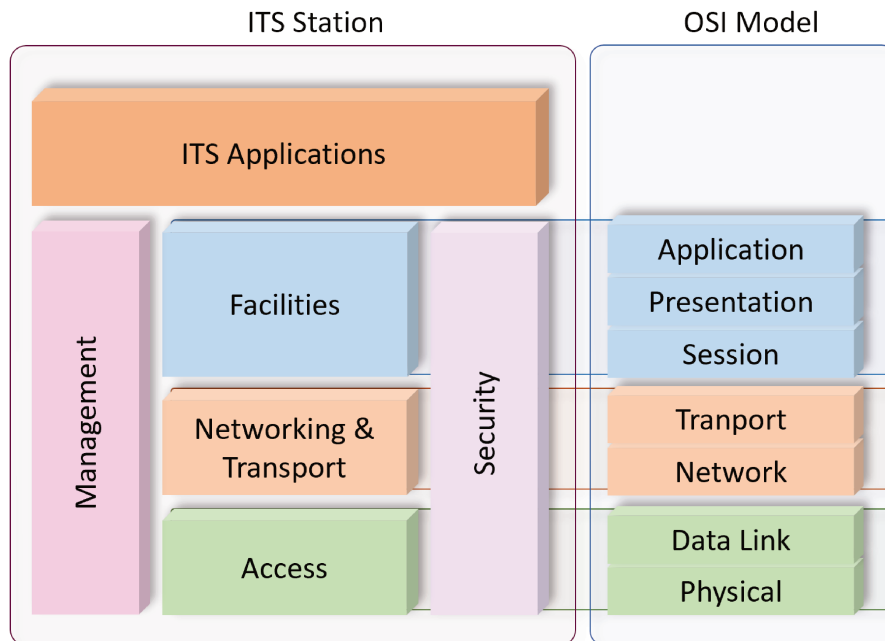 ITS Station
OSI Model
ITS Applications
Management
Facilities
Networking &
Transport
Access
Security
Application
Presentation
Session
Tranport
Network
Data Link
Physical